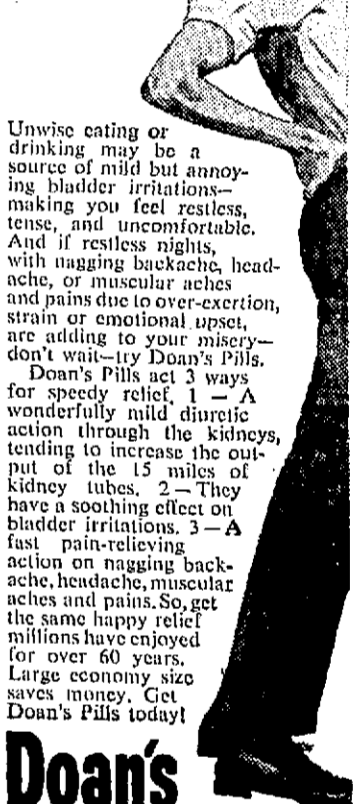 Unwise eating or
drinking may be a
source of mild but annoy-
ing bladder irritations—
making you feel restless,
tense, and uncomfortable.
And if restless nights,
with nagging backache, head-
ache, or muscular aches
and pains due to over-exertion,
strain or emotional upset,
are adding to your misery—
don't wait—try Doan's Pills.
Doan's Pills act 3 ways
for speedy relief. 1 — A
wonderfully mild diuretic
action through the kidneys,
tending to increase the out-
put of the 15 miles of
kidney tubes. 2 — They
have a soothing effect on
bladder irritations. 3 — A
fast pain-relieving
action on nagging back-
ache, headache, muscular
aches and pains. So, get
the same happy relief
millions have enjoyed
for over 60 years.
Large economy size
saves money. Get
Doan's Pills today!
Doan's